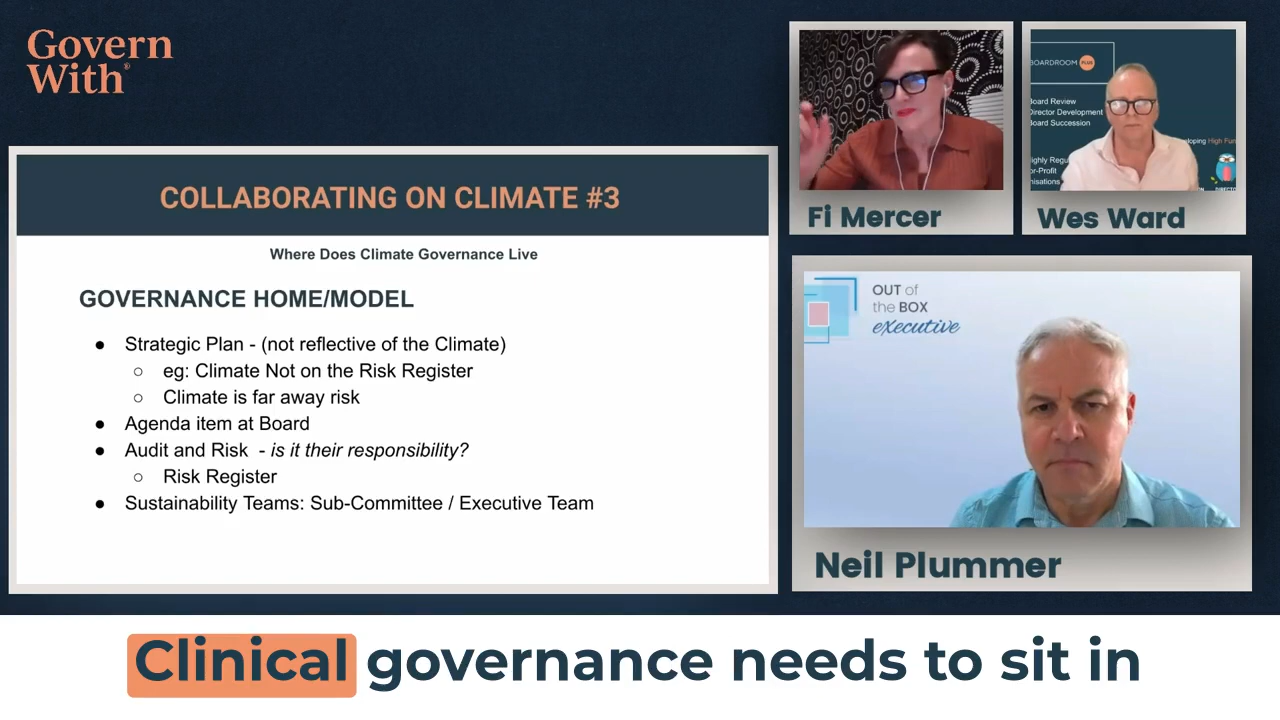 Govern
With®
COLLABORATING ON CLIMATE #3
Where Does Climate Governance Live
GOVERNANCE HOME/MODEL
● Strategic Plan - (not reflective of the Climate)
○ eg: Climate Not on the Risk Register
○ Climate is far away risk
● Agenda item at Board
● Audit and Risk - is it their responsibility?
○ Risk Register
● Sustainability Teams: Sub-Committee / Executive Team
Fi Mercer
BOARDROOM PLUS
Board Review
Director Development
Board Succession
Wes Ward
OUT of
the BOX
executive
Neil Plummer
Clinical governance needs to sit in